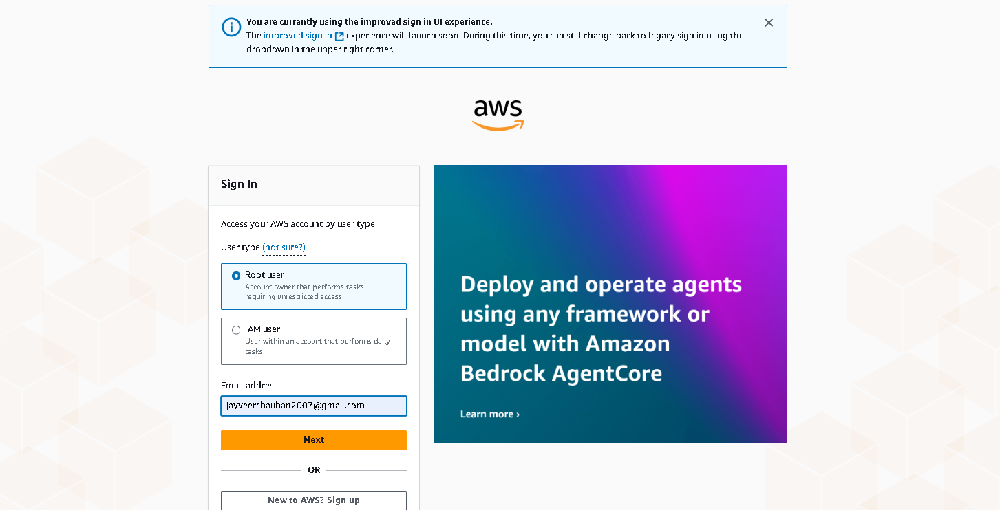 You are currently using the improved sign in UI experience.
The improved sign in experience will launch soon. During this time, you can still change back to legacy sign in using the
dropdown in the upper right corner.
aws
Sign In
Access your AWS account by user type.
User type (not sure?)
Root user
Account owner that performs tasks
requiring unrestricted access.
IAM user
User within an account that performs daily
tasks.
Email address
jayveerchauhan2007@gmail.com
Next
OR
New to AWS? Sign up
Deploy and operate agents
using any framework or
model with Amazon
Bedrock AgentCore
Learn more ›